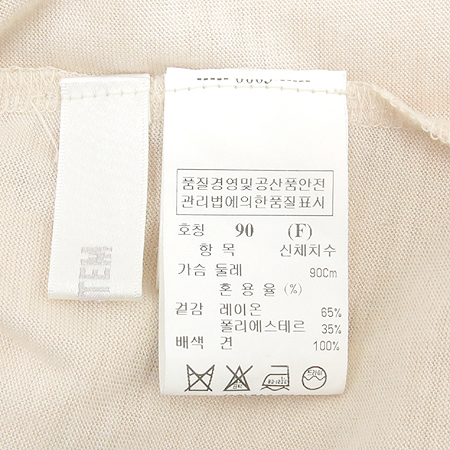 품질경영및공산품안전
관리법에의한품질표시
호칭 90 (F)
항 목 신체치수
가슴 둘레 90Cm
혼 용 율 (%)
겉감 레이온 65%
폴리에스테르 35%
배색 견 100%